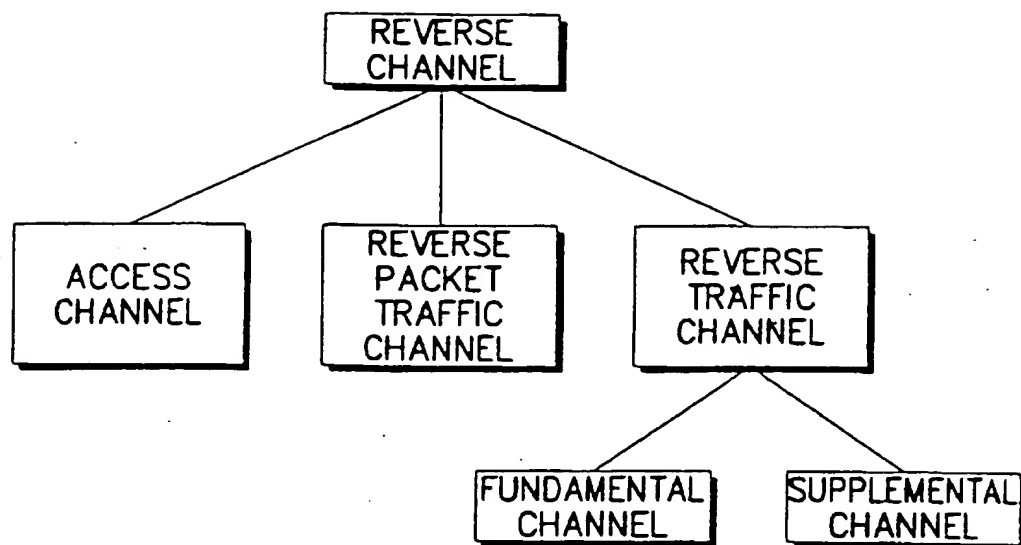 REVERSE
CHANNEL
ACCESS
CHANNEL
REVERSE
PACKET
TRAFFIC
CHANNEL
REVERSE
TRAFFIC
CHANNEL
FUNDAMENTAL
CHANNEL
SUPPLEMENTAL
CHANNEL